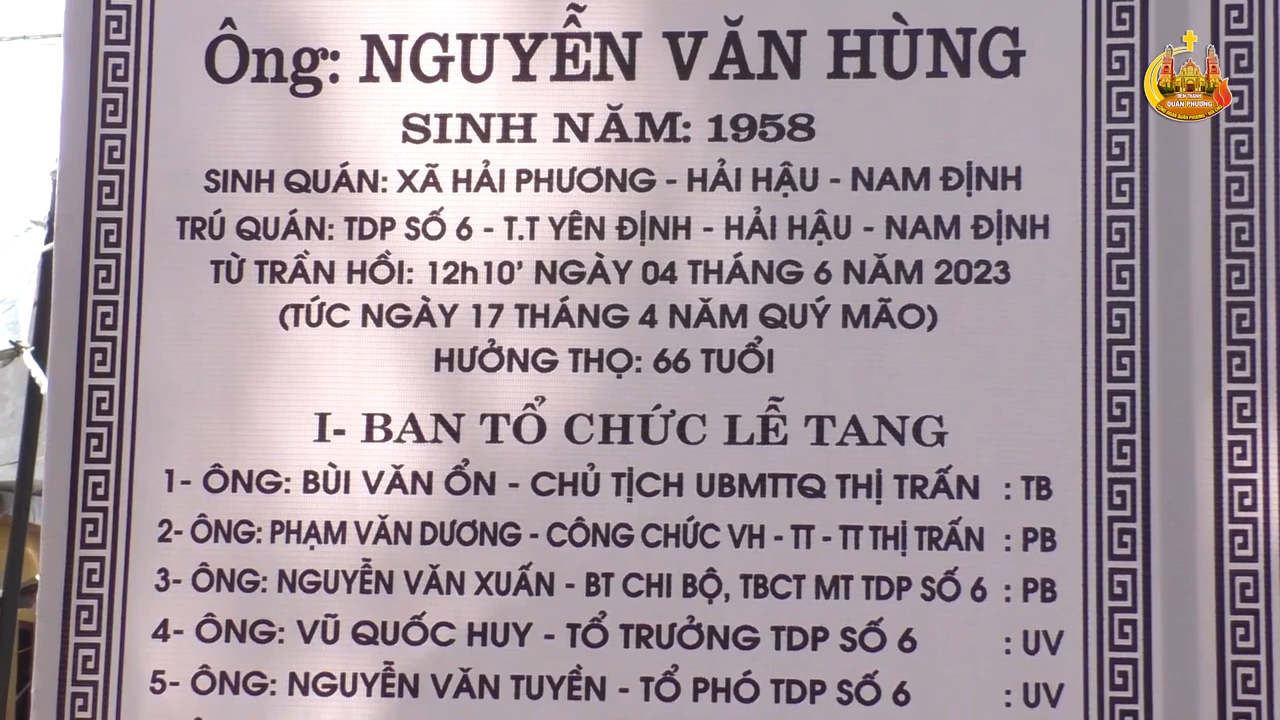 Ông: NGUYỄN VĂN HÙNG
SINH NĂM: 1958
SINH QUÁN: XÃ HẢI PHƯƠNG - HẢI HẬU - NAM ĐỊNH
TRÚ QUÁN: TDP SỐ 6 - T.T YÊN ĐỊNH - HẢI HẬU - NAM ĐỊNH
TỪ TRẦN HỒI: 12h10' NGÀY 04 THÁNG 6 NĂM 2023
(TỨC NGÀY 17 THÁNG 4 NĂM QUÝ MÃO)
HƯỞNG THỌ: 66 TUỔI
I- BAN TỔ CHỨC LỄ TANG
1- ÔNG: BÙI VĂN ỔN - CHỦ TỊCH UBMTTQ THỊ TRẤN : TB
2- ÔNG: PHẠM VĂN DƯƠNG - CÔNG CHỨC VH - TT - TT THỊ TRẤN : PB
3- ÔNG: NGUYỄN VĂN XUẤN - BT CHI BỘ, TBCT MT TDP SỐ 6 : PB
4- ÔNG: VŨ QUỐC HUY - TỔ TRƯỞNG TDP SỐ 6 : UV
5- ÔNG: NGUYỄN VĂN TUYỀN - TỔ PHÓ TDP SỐ 6 : UV
ĐỀN THÁNH
QUẦN PHƯƠNG